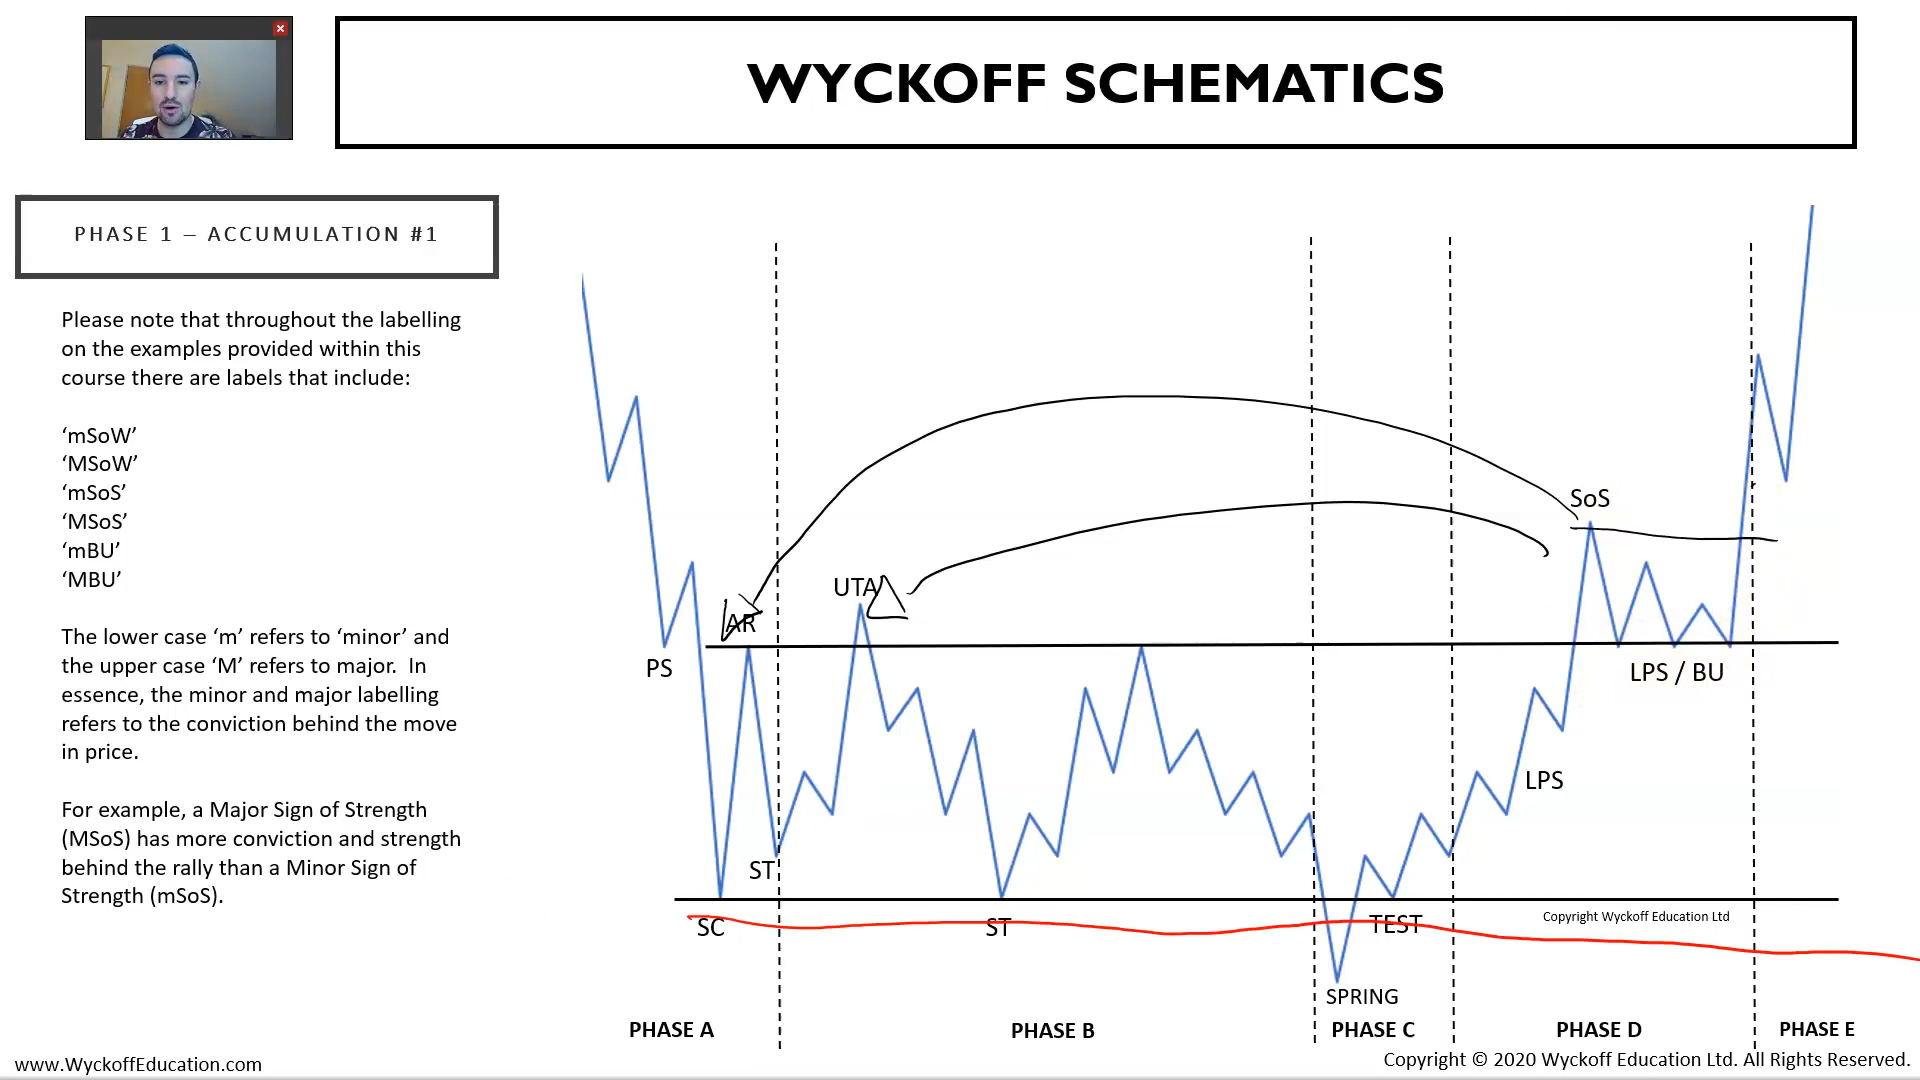 WYCKOFF SCHEMATICS
PHASE 1 – ACCUMULATION #1
Please note that throughout the labelling
on the examples provided within this
course there are labels that include:
‘mSoW’
‘MSoW’
‘mSoS’
‘MSoS’
‘mBU’
‘MBU’
The lower case ‘m’ refers to ‘minor’ and
the upper case ‘M’ refers to major.  In
essence, the minor and major labelling
refers to the conviction behind the move
in price.
For example, a Major Sign of Strength
(MSoS) has more conviction and strength
behind the rally than a Minor Sign of
Strength (mSoS).
SoS
UTA
AR
PS
LPS / BU
LPS
ST
Copyright Wyckoff Education Ltd
SC
ST
TEST
SPRING
PHASE A
PHASE B
PHASE C
PHASE D
PHASE E
www.WyckoffEducation.com
Copyright © 2020 Wyckoff Education Ltd. All Rights Reserved.